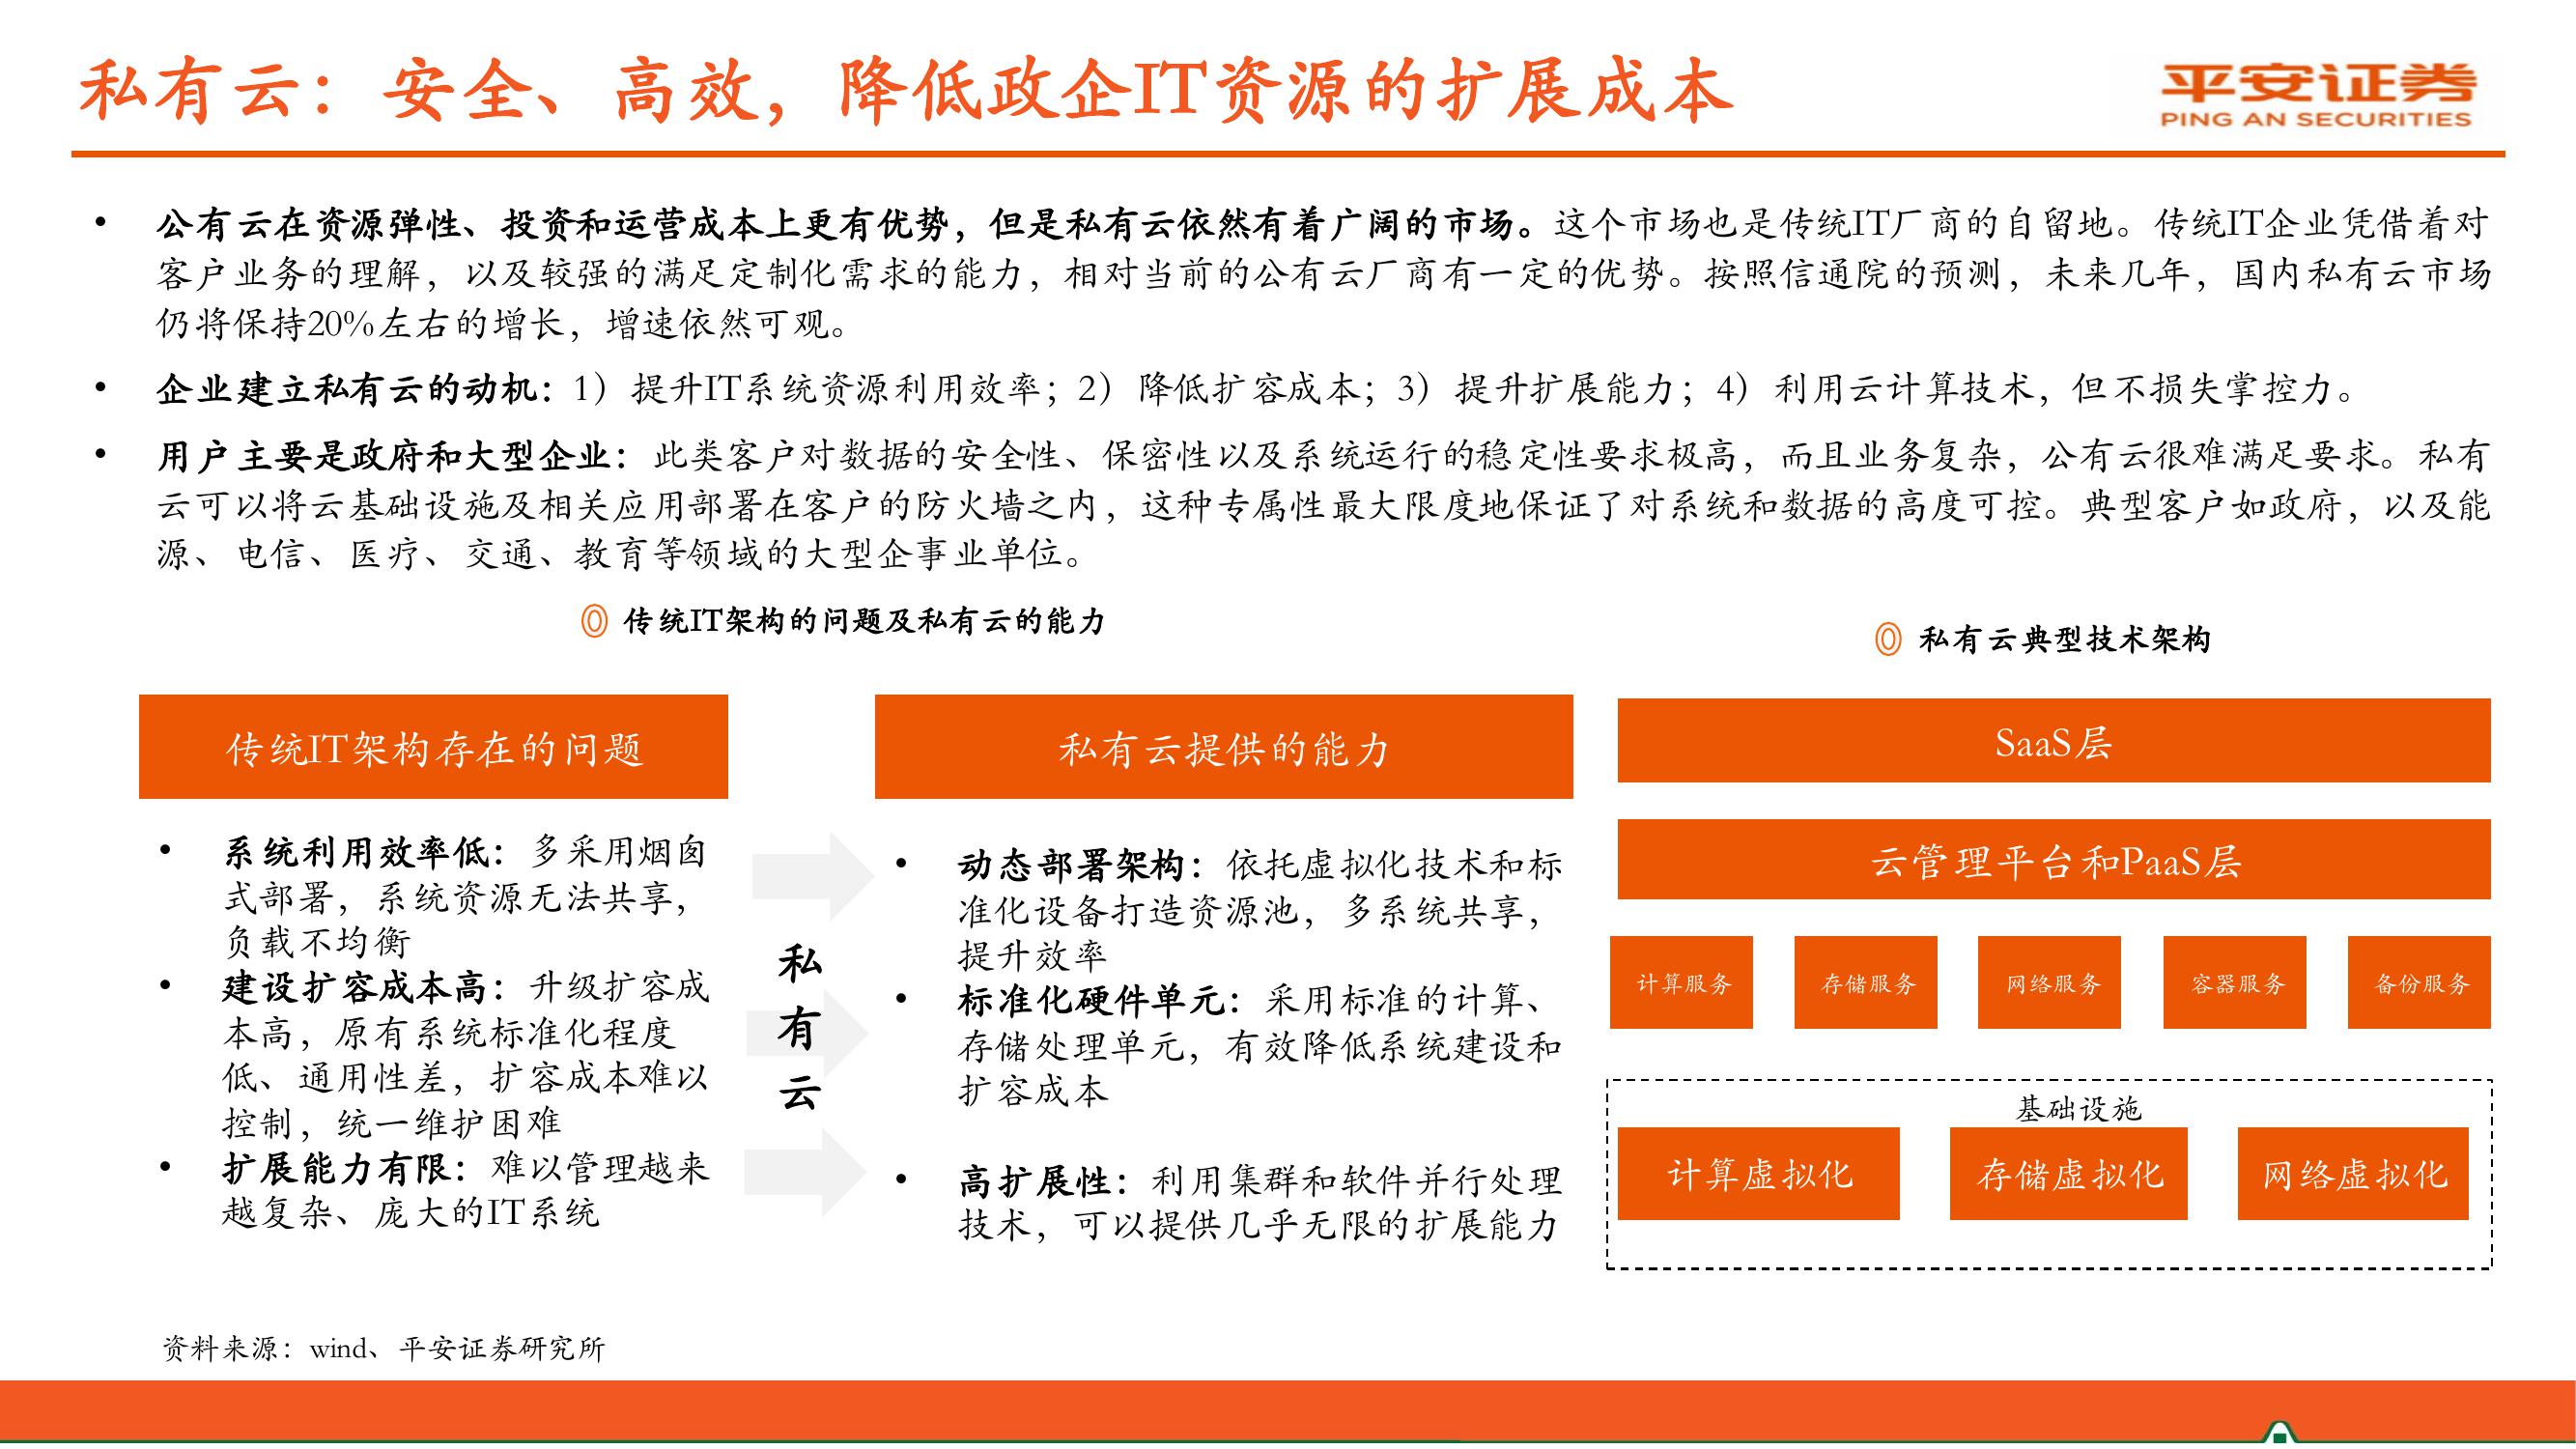 私有云：安全、高效，降低政企IT资源的扩展成本
平安证券
PING AN SECURITIES
• 公有云在资源弹性、投资和运营成本上更有优势，但是私有云依然有着广阔的市场。这个市场也是传统IT厂商的自留地。传统IT企业凭借着对
客户业务的理解，以及较强的满足定制化需求的能力，相对当前的公有云厂商有一定的优势。按照信通院的预测，未来几年，国内私有云市场
仍将保持20%左右的增长，增速依然可观。
• 企业建立私有云的动机：1）提升IT系统资源利用效率；2）降低扩容成本；3）提升扩展能力；4）利用云计算技术，但不损失掌控力。
• 用户主要是政府和大型企业：此类客户对数据的安全性、保密性以及系统运行的稳定性要求极高，而且业务复杂，公有云很难满足要求。私有
云可以将云基础设施及相关应用部署在客户的防火墙之内，这种专属性最大限度地保证了对系统和数据的高度可控。典型客户如政府，以及能
源、电信、医疗、交通、教育等领域的大型企事业单位。
传统IT架构的问题及私有云的能力
传统IT架构存在的问题
• 系统利用效率低：多采用烟囱
式部署，系统资源无法共享，
负载不均衡
• 建设扩容成本高：升级扩容成
本高，原有系统标准化程度
低、通用性差，扩容成本难以
控制，统一维护困难
• 扩展能力有限：难以管理越来
越复杂、庞大的IT系统
私
有
云
私有云提供的能力
• 动态部署架构：依托虚拟化技术和标
准化设备打造资源池，多系统共享，
提升效率
• 标准化硬件单元：采用标准的计算、
存储处理单元，有效降低系统建设和
扩容成本
• 高扩展性：利用集群和软件并行处理
技术，可以提供几乎无限的扩展能力
私有云典型技术架构
SaaS层
云管理平台和PaaS层
计算服务
存储服务
网络服务
容器服务
备份服务
基础设施
计算虚拟化
存储虚拟化
网络虚拟化
资料来源：wind、平安证券研究所